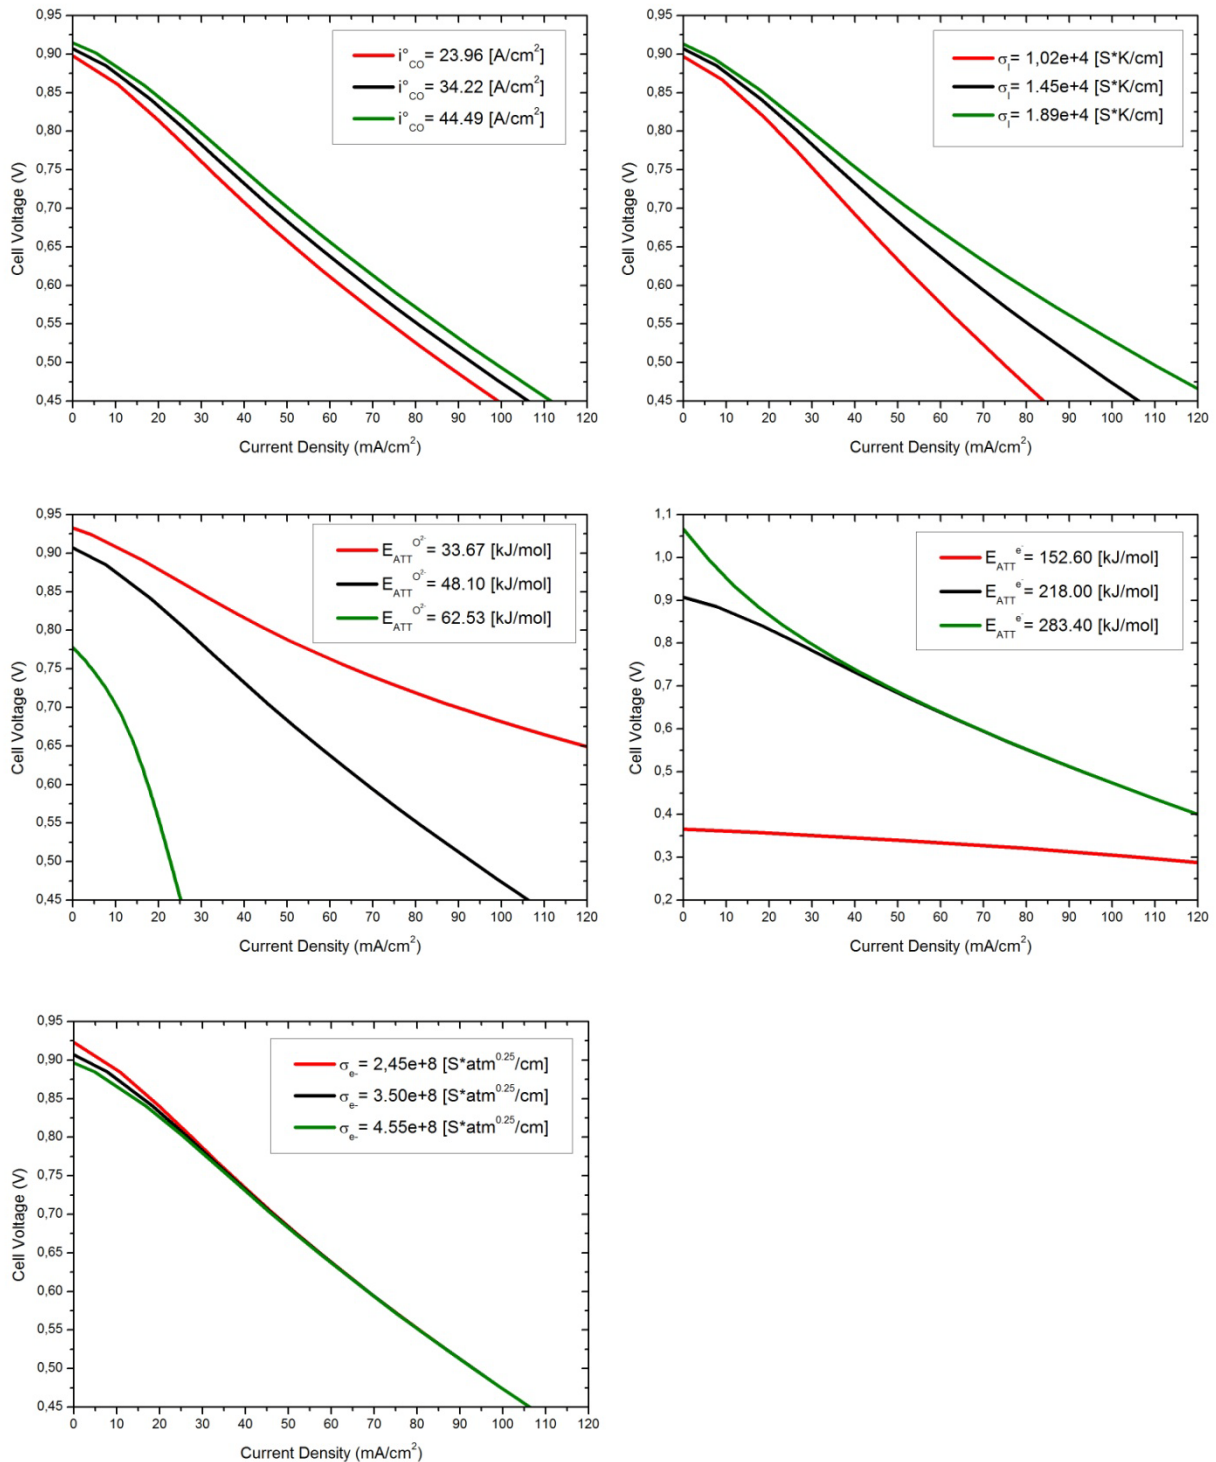 0,95
0,90
0,85
0,80
0,75
0,70
0,65
0,60
0,55
0,50
0,45
Cell Voltage (V)
i°CO= 23.96 [A/cm²]
i°CO= 34.22 [A/cm²]
i°CO= 44.49 [A/cm²]
0 10 20 30 40 50 60 70 80 90 100 110 120
Current Density (mA/cm²)
0,95
0,90
0,85
0,80
0,75
0,70
0,65
0,60
0,55
0,50
0,45
Cell Voltage (V)
σI= 1,02e+4 [S*K/cm]
σI= 1.45e+4 [S*K/cm]
σI= 1.89e+4 [S*K/cm]
0 10 20 30 40 50 60 70 80 90 100 110 120
Current Density (mA/cm²)
0,95
0,90
0,85
0,80
0,75
0,70
0,65
0,60
0,55
0,50
0,45
Cell Voltage (V)
EATT O²⁻= 33.67 [kJ/mol]
EATT O²⁻= 48.10 [kJ/mol]
EATT O²⁻= 62.53 [kJ/mol]
0 10 20 30 40 50 60 70 80 90 100 110 120
Current Density (mA/cm²)
1,1
1,0
0,9
0,8
0,7
0,6
0,5
0,4
0,3
0,2
Cell Voltage (V)
EATT e⁻= 152.60 [kJ/mol]
EATT e⁻= 218.00 [kJ/mol]
EATT e⁻= 283.40 [kJ/mol]
0 10 20 30 40 50 60 70 80 90 100 110 120
Current Density (mA/cm²)
0,95
0,90
0,85
0,80
0,75
0,70
0,65
0,60
0,55
0,50
0,45
Cell Voltage (V)
σe-= 2,45e+8 [S*atm0.25/cm]
σe-= 3.50e+8 [S*atm0.25/cm]
σe-= 4.55e+8 [S*atm0.25/cm]
0 10 20 30 40 50 60 70 80 90 100 110 120
Current Density (mA/cm²)